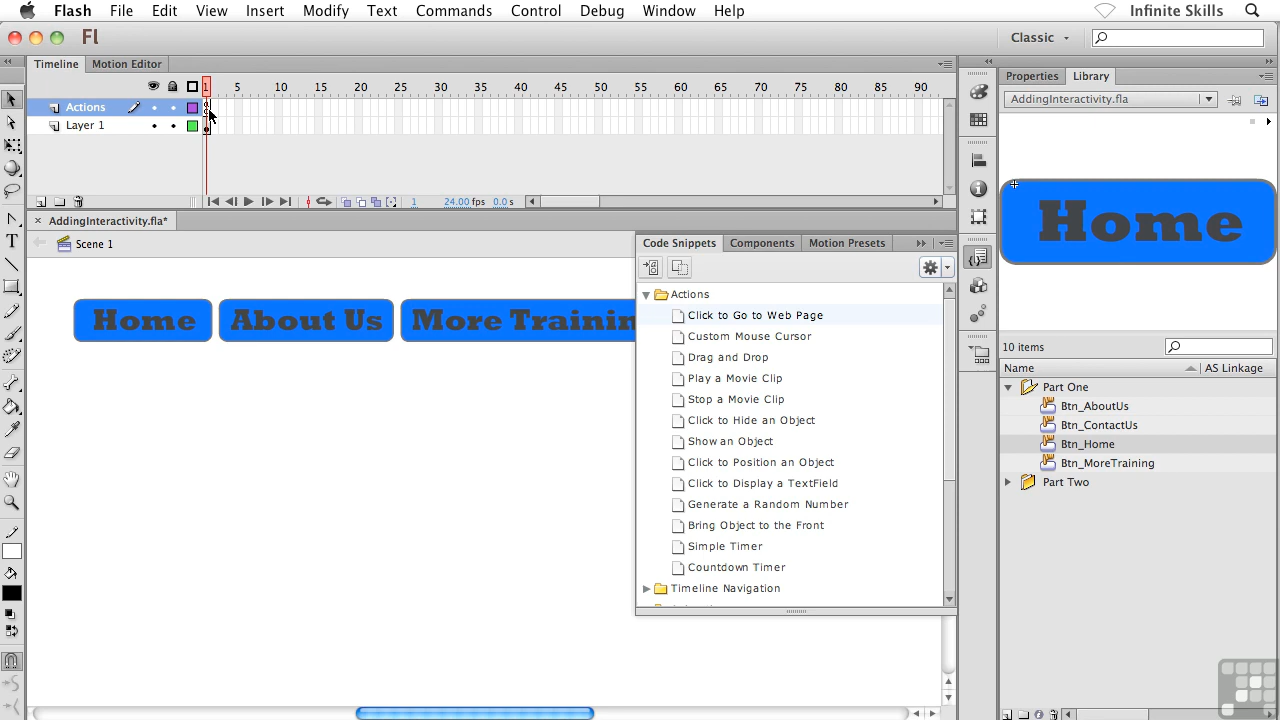 Flash File Edit View Insert Modify Text Commands Control Debug Window Help Infinite Skills
Fl Classic
Timeline Motion Editor
1 5 10 15 20 25 30 35 40 45 50 55 60 65 70 75 80 85 90
Actions
Layer 1
1 24.00 fps 0.0 s
AddingInteractivity.fla*
Scene 1
Home About Us More Trainin
Code Snippets Components Motion Presets
Actions
Click to Go to Web Page
Custom Mouse Cursor
Drag and Drop
Play a Movie Clip
Stop a Movie Clip
Click to Hide an Object
Show an Object
Click to Position an Object
Click to Display a TextField
Generate a Random Number
Bring Object to the Front
Simple Timer
Countdown Timer
Timeline Navigation
Properties Library
AddingInteractivity.fla
Home
10 items
Name AS Linkage
Part One
Btn_AboutUs
Btn_ContactUs
Btn_Home
Btn_MoreTraining
Part Two